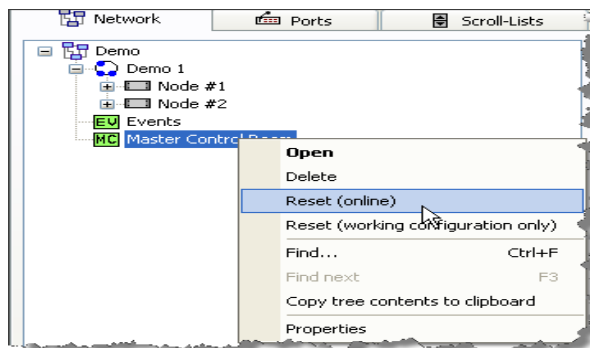 Network Ports Scroll-Lists
Demo
Demo 1
Node #1
Node #2
EV Events
MC Master Control Room
Open
Delete
Reset (online)
Reset (working configuration only)
Find... Ctrl+F
Find next F3
Copy tree contents to clipboard
Properties